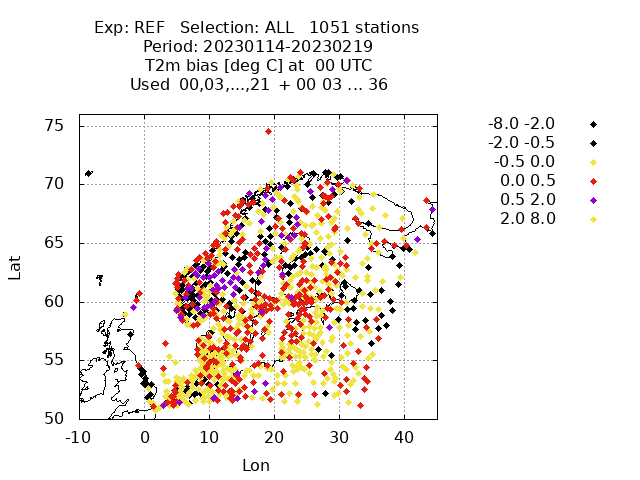 Exp: REF   Selection: ALL   1051 stations
Period: 20230114-20230219
T2m bias [deg C] at  00 UTC
Used  00,03,...,21  + 00 03 ... 36
-8.0 -2.0
-2.0 -0.5
-0.5 0.0
0.0 0.5
0.5 2.0
2.0 8.0
75
70
65
60
55
50
Lat
-10 0 10 20 30 40
Lon